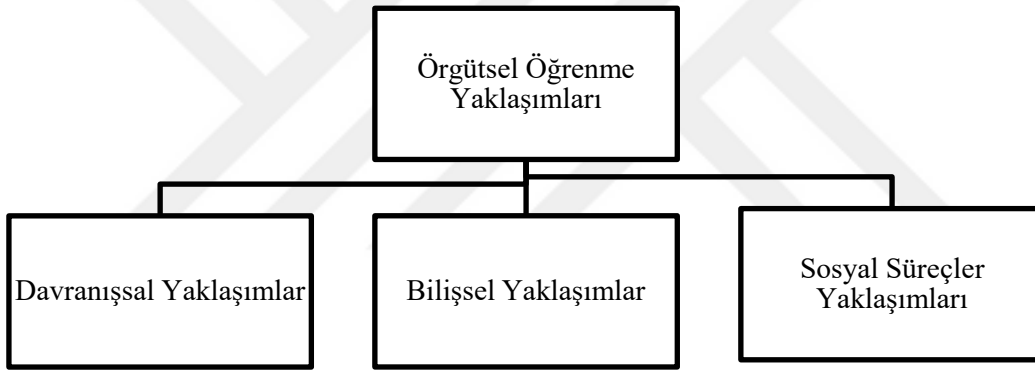 Örgütsel Öğrenme
Yaklaşımları
Davranışsal Yaklaşımlar
Bilişsel Yaklaşımlar
Sosyal Süreçler
Yaklaşımları